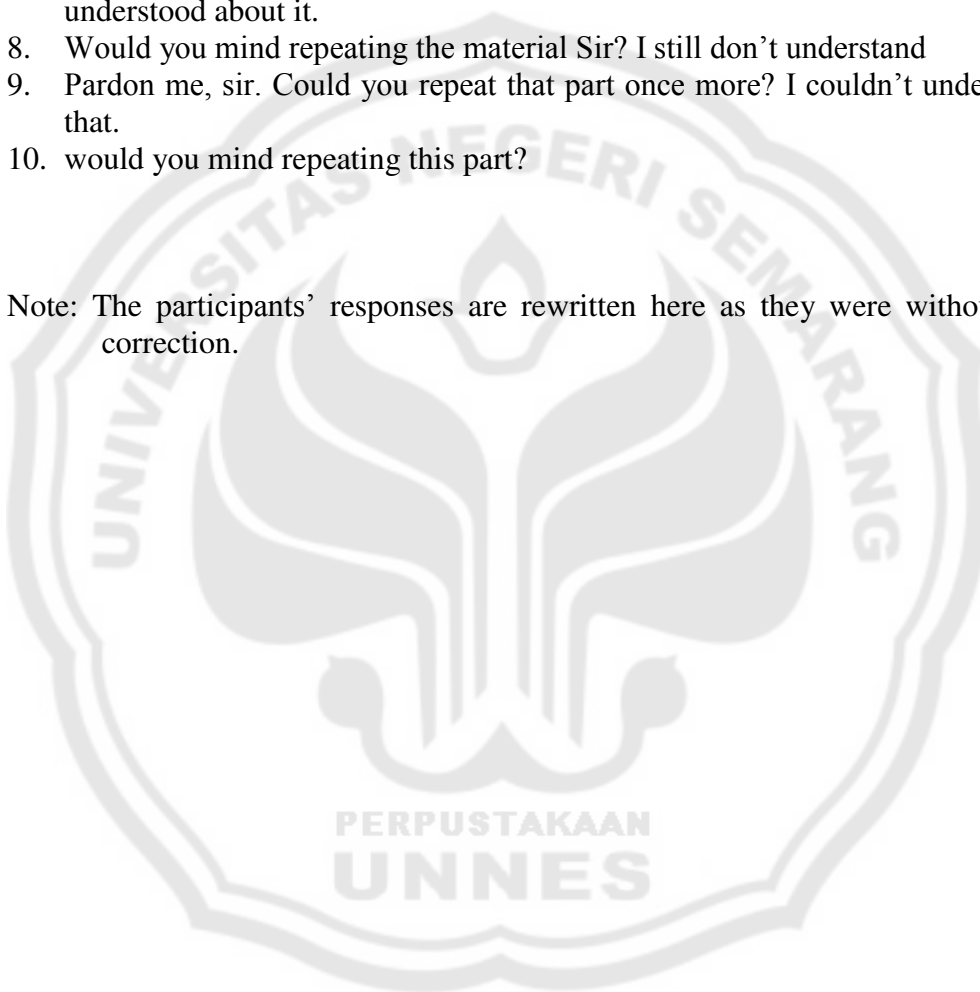 understood about it.
8. Would you mind repeating the material Sir? I still don’t understand
9. Pardon me, sir. Could you repeat that part once more? I couldn’t
that.
10. would you mind repeating this part?
Note: The participants’ responses are rewritten here as they were
correction.
UNIVERSITAS NEGERI SEMARANG
PERPUSTAKAAN
UNNES